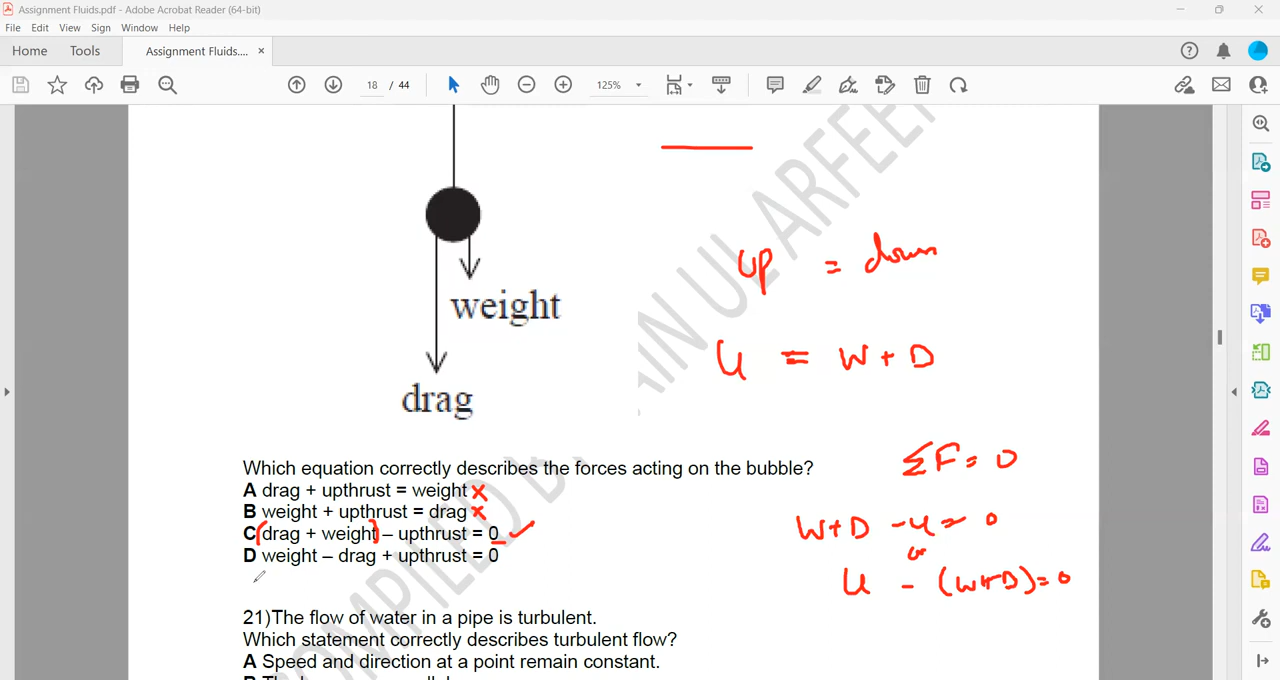 Assignment Fluids.pdf - Adobe Acrobat Reader (64-bit)
File Edit View Sign Window Help
Home Tools Assignment Fluids.... ×
18 / 44 125%
weight
drag
up = down
U = W + D
ΣF = 0
W+D - U = 0
or
U - (W+D) = 0
Which equation correctly describes the forces acting on the bubble?
A drag + upthrust = weight ×
B weight + upthrust = drag ×
C (drag + weight) – upthrust = 0 ✓
D weight – drag + upthrust = 0
21)The flow of water in a pipe is turbulent.
Which statement correctly describes turbulent flow?
A Speed and direction at a point remain constant.
COMPILED B
AIN UL ARFEEN